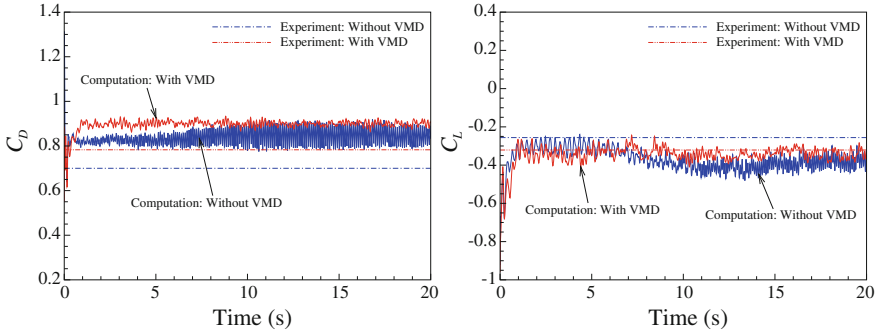 Experiment: Without VMD
Experiment: With VMD
Computation: With VMD
Computation: Without VMD
C_D
1.4
1.2
1
0.8
0.6
0.4
0.2
0 5 10 15 20
Time (s)
Experiment: Without VMD
Experiment: With VMD
Computation: With VMD
Computation: Without VMD
C_L
0.4
0.2
0
-0.2
-0.4
-0.6
-0.8
-1
0 5 10 15 20
Time (s)